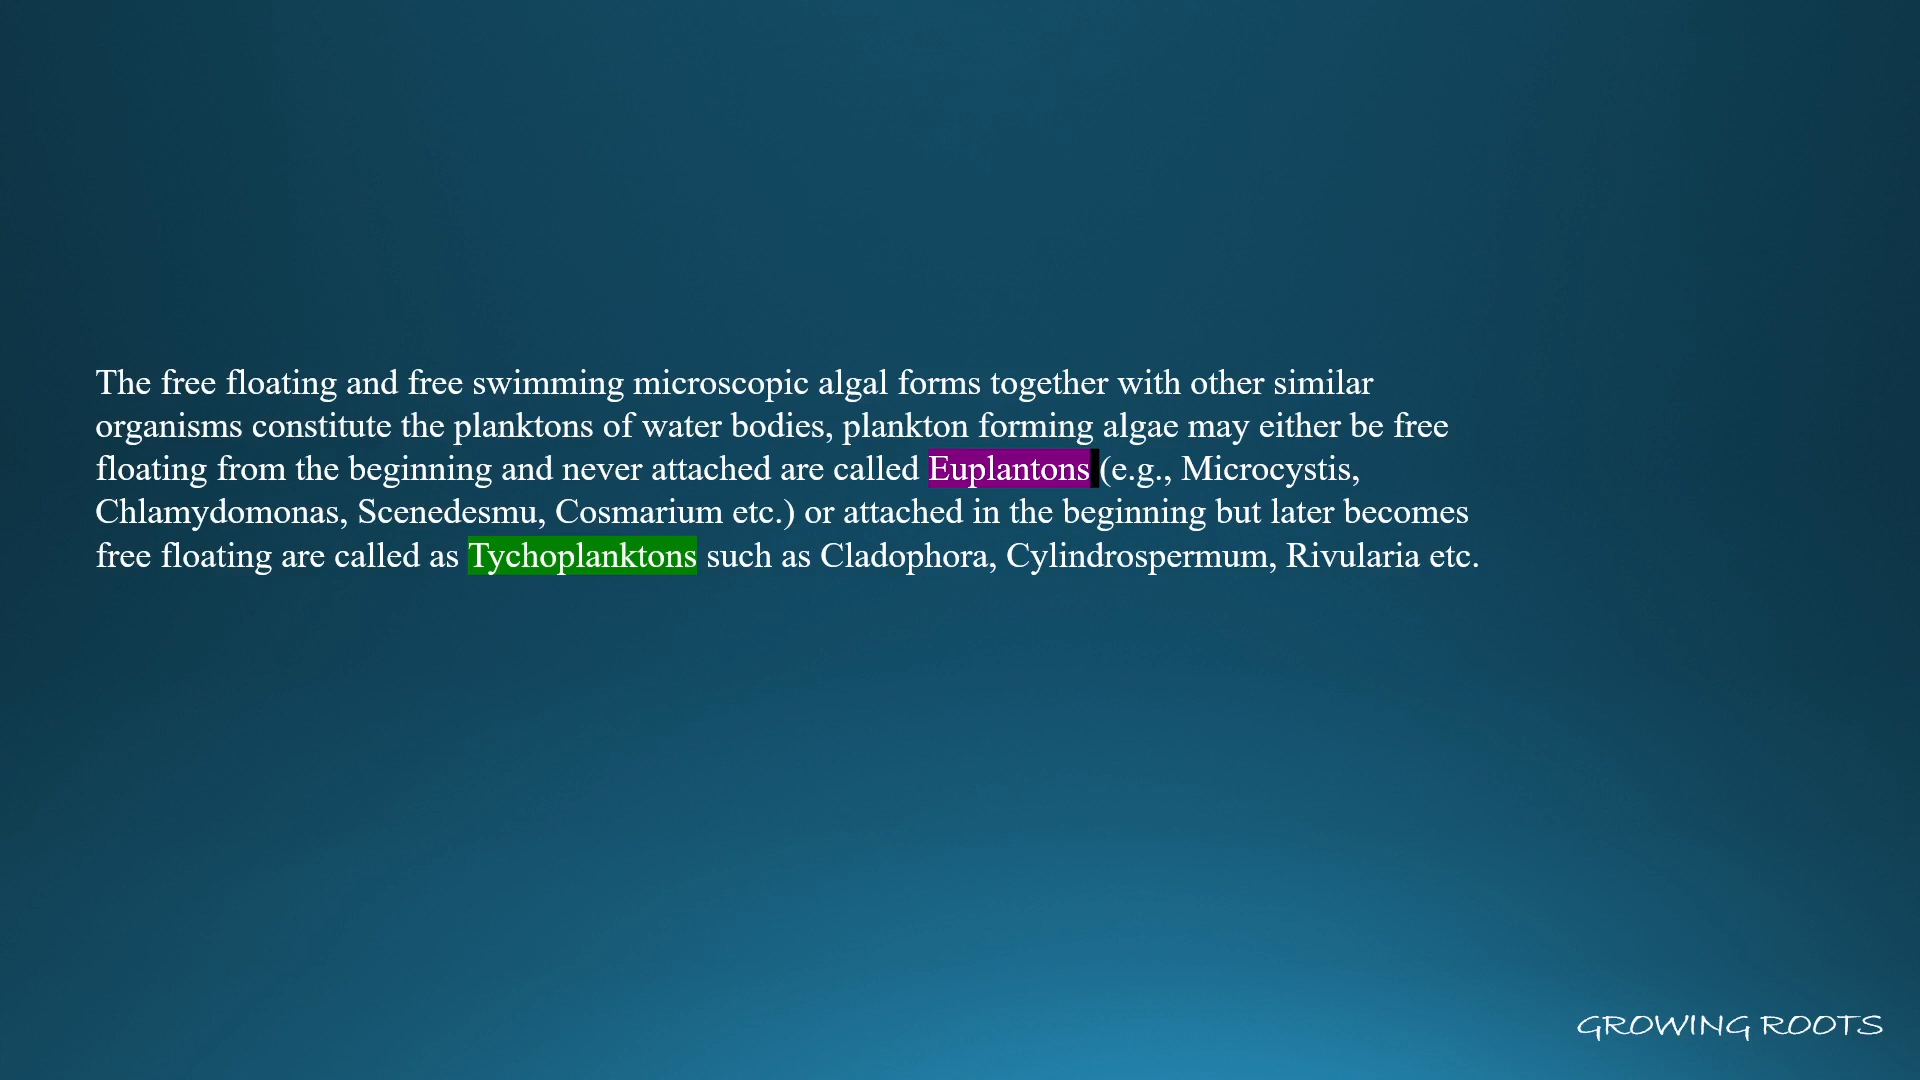 The free floating and free swimming microscopic algal forms together with other similar
organisms constitute the planktons of water bodies, plankton forming algae may either be free
floating from the beginning and never attached are called Euplantons (e.g., Microcystis,
Chlamydomonas, Scenedesmu, Cosmarium etc.) or attached in the beginning but later becomes
free floating are called as Tychoplanktons such as Cladophora, Cylindrospermum, Rivularia etc.
GROWING ROOTS